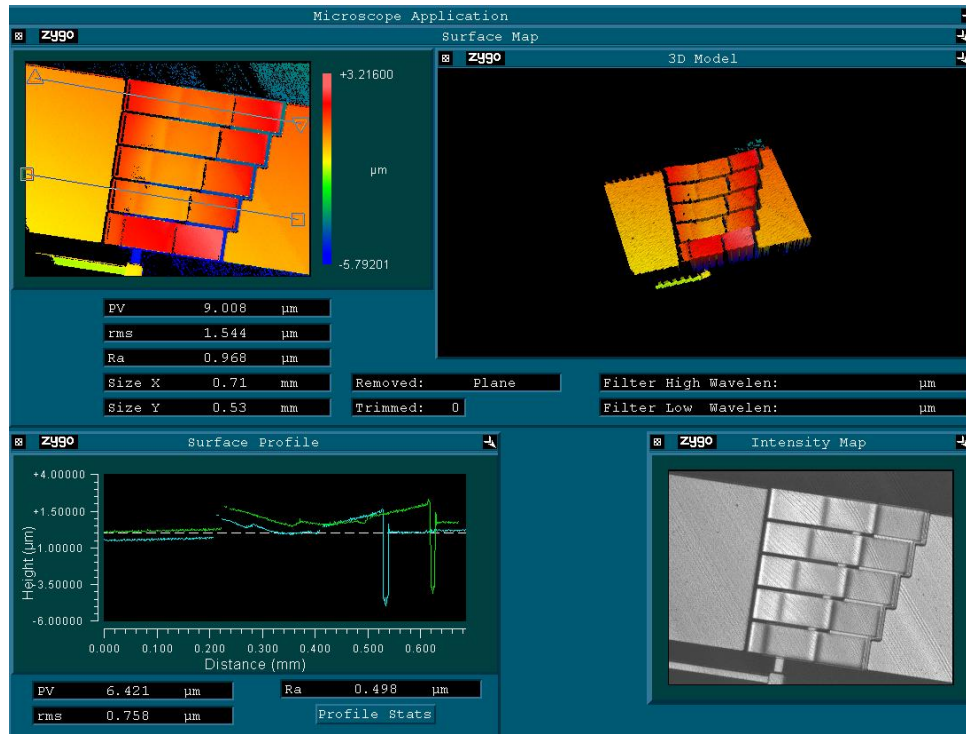 Microscope Application
zygo Surface Map
zygo 3D Model
+3.21600
µm
-5.79201
PV 9.008 µm
rms 1.544 µm
Ra 0.968 µm
Size X 0.71 mm
Size Y 0.53 mm
Removed: Plane
Trimmed: 0
Filter High Wavelen: µm
Filter Low Wavelen: µm
zygo Surface Profile
+4.00000
+1.50000
-1.00000
-3.50000
-6.00000
Height (µm)
0.000 0.100 0.200 0.300 0.400 0.500 0.600
Distance (mm)
PV 6.421 µm
rms 0.758 µm
Ra 0.498 µm
Profile Stats
zygo Intensity Map